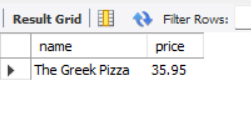 Result Grid Filter Rows:
name price
The Greek Pizza 35.95